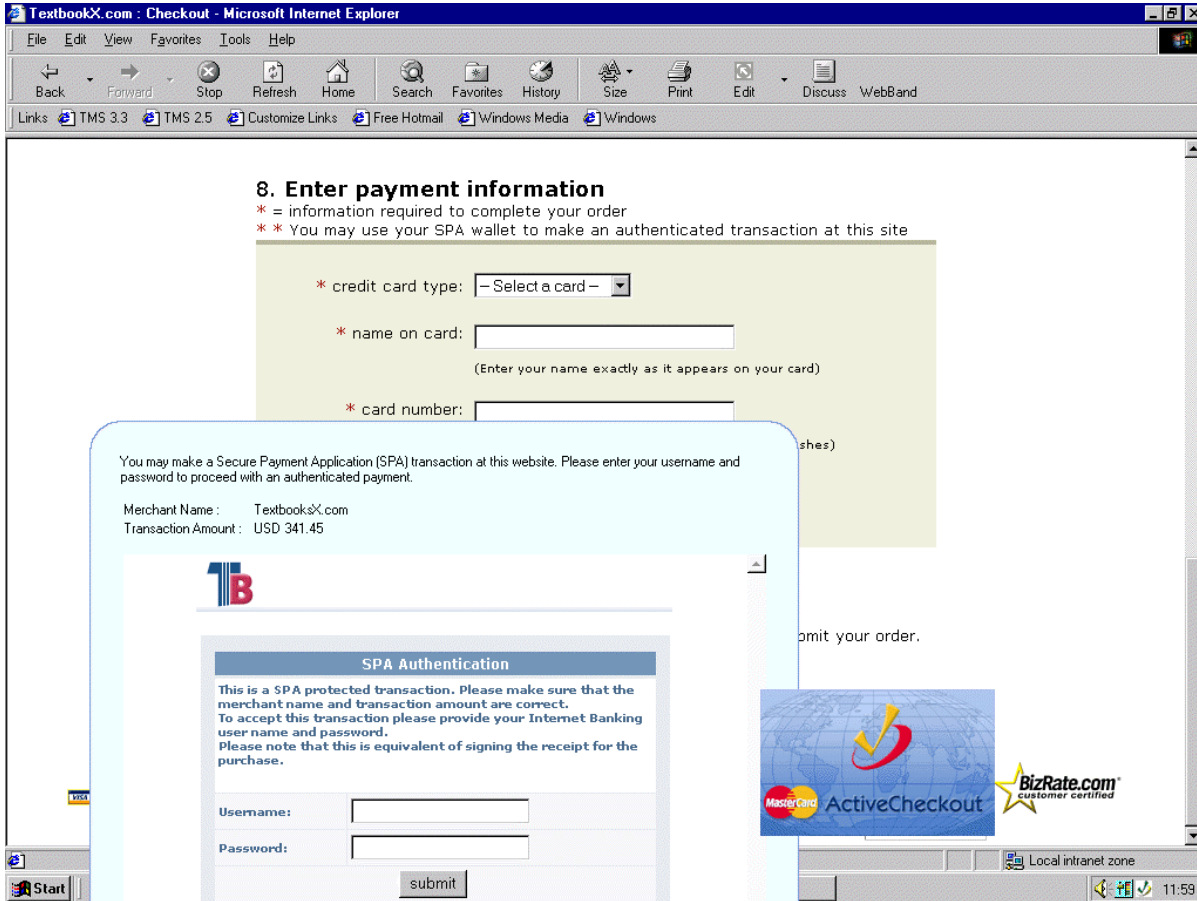 TextbookX.com : Checkout - Microsoft Internet Explorer
File Edit View Favorites Tools Help
Back Forward Stop Refresh Home Search Favorites History Size Print Edit Discuss WebBand
Links TMS 3.3 TMS 2.5 Customize Links Free Hotmail Windows Media Windows
8. Enter payment information
* = information required to complete your order
* * You may use your SPA wallet to make an authenticated transaction at this site
* credit card type: – Select a card –
* name on card:
(Enter your name exactly as it appears on your card)
* card number:
shes)
You may make a Secure Payment Application (SPA) transaction at this website. Please enter your username and
password to proceed with an authenticated payment.
Merchant Name : TextbooksX.com
Transaction Amount : USD 341.45
TB
omit your order.
SPA Authentication
This is a SPA protected transaction. Please make sure that the
merchant name and transaction amount are correct.
To accept this transaction please provide your Internet Banking
user name and password.
Please note that this is equivalent of signing the receipt for the
purchase.
MasterCard ActiveCheckout
BizRate.com
customer certified
VISA
Username:
Password:
submit
Local intranet zone
Start
11:59